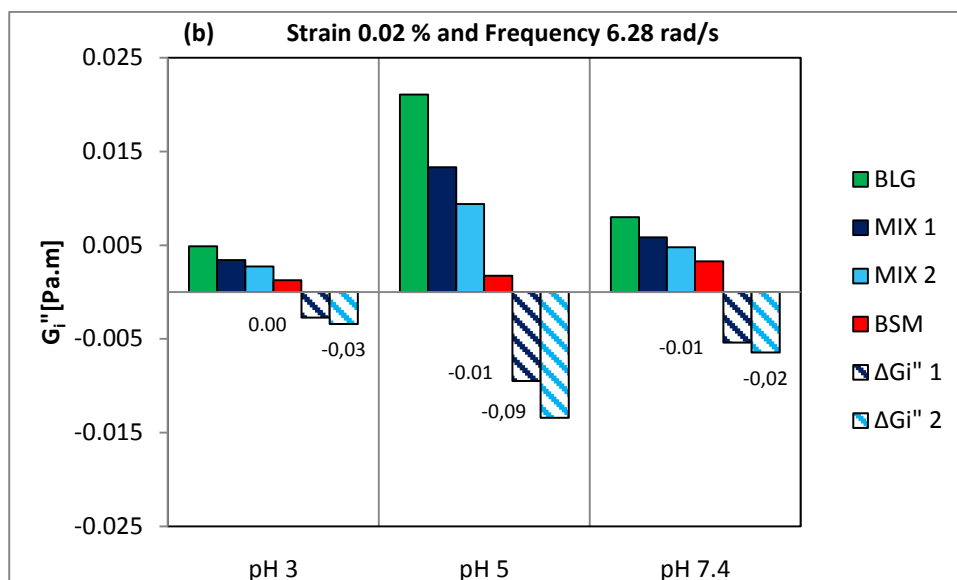 (b) Strain 0.02 % and Frequency 6.28 rad/s
0.025
0.015
0.005
-0.005
-0.015
-0.025
Gi"[Pa.m]
0.00
-0,03
-0.01
-0,09
-0.01
-0,02
pH 3 pH 5 pH 7.4
BLG
MIX 1
MIX 2
BSM
ΔGi" 1
ΔGi" 2